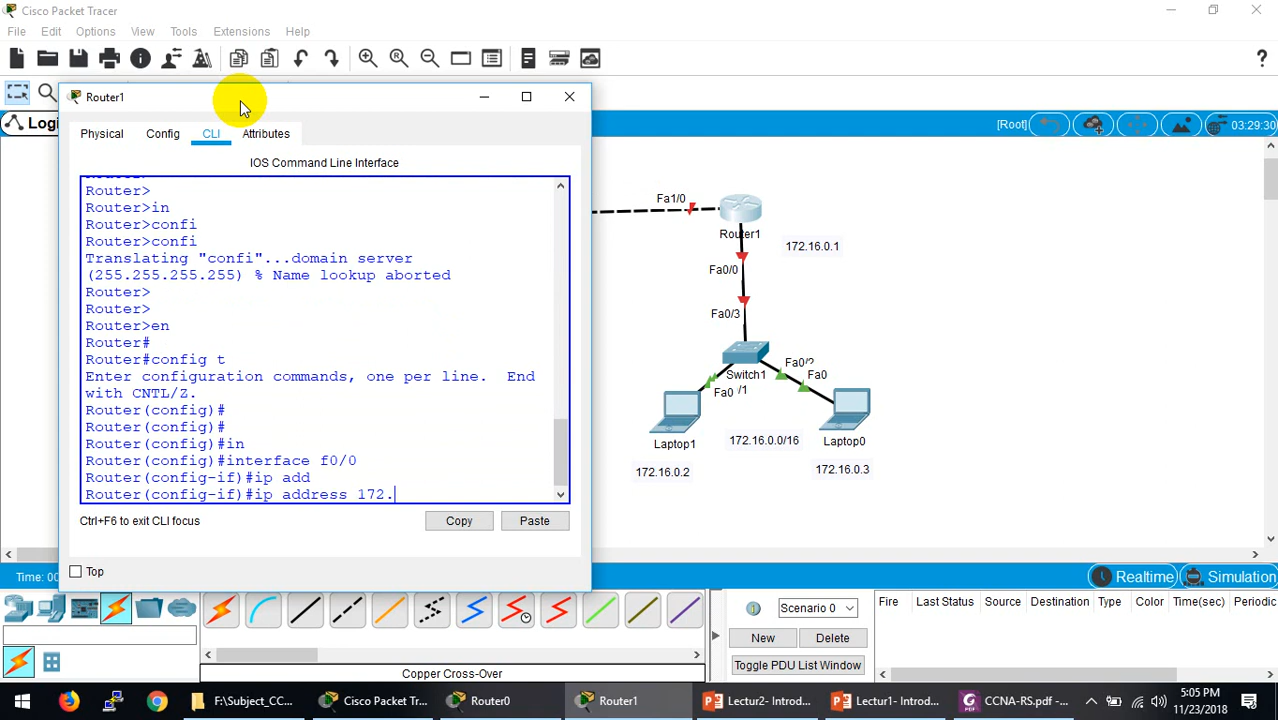 Cisco Packet Tracer
File Edit Options View Tools Extensions Help
?
Router1
Logi
[Root]
03:29:30
Physical Config CLI Attributes
IOS Command Line Interface
Router>
Router>in
Router>confi
Router>confi
Translating "confi"...domain server
(255.255.255.255) % Name lookup aborted
Router>
Router>
Router>en
Router#
Router#config t
Enter configuration commands, one per line.  End
with CNTL/Z.
Router(config)#
Router(config)#
Router(config)#in
Router(config)#interface f0/0
Router(config-if)#ip add
Router(config-if)#ip address 172.
Ctrl+F6 to exit CLI focus
Copy
Paste
Top
Fa1/0
Router1
172.16.0.1
Fa0/0
Fa0/3
Switch1
Fa0/2
Fa0 /1
Fa0
Laptop1
172.16.0.0/16
Laptop0
172.16.0.2
172.16.0.3
Time: 00
Realtime
Simulation
Scenario 0
New
Delete
Toggle PDU List Window
Fire Last Status Source Destination Type Color Time(sec) Periodic
Copper Cross-Over
F:\Subject_CC...
Cisco Packet Tra...
Router0
Router1
Lectur2- Introd...
Lectur1- Introd...
CCNA-RS.pdf -...
5:05 PM
11/23/2018